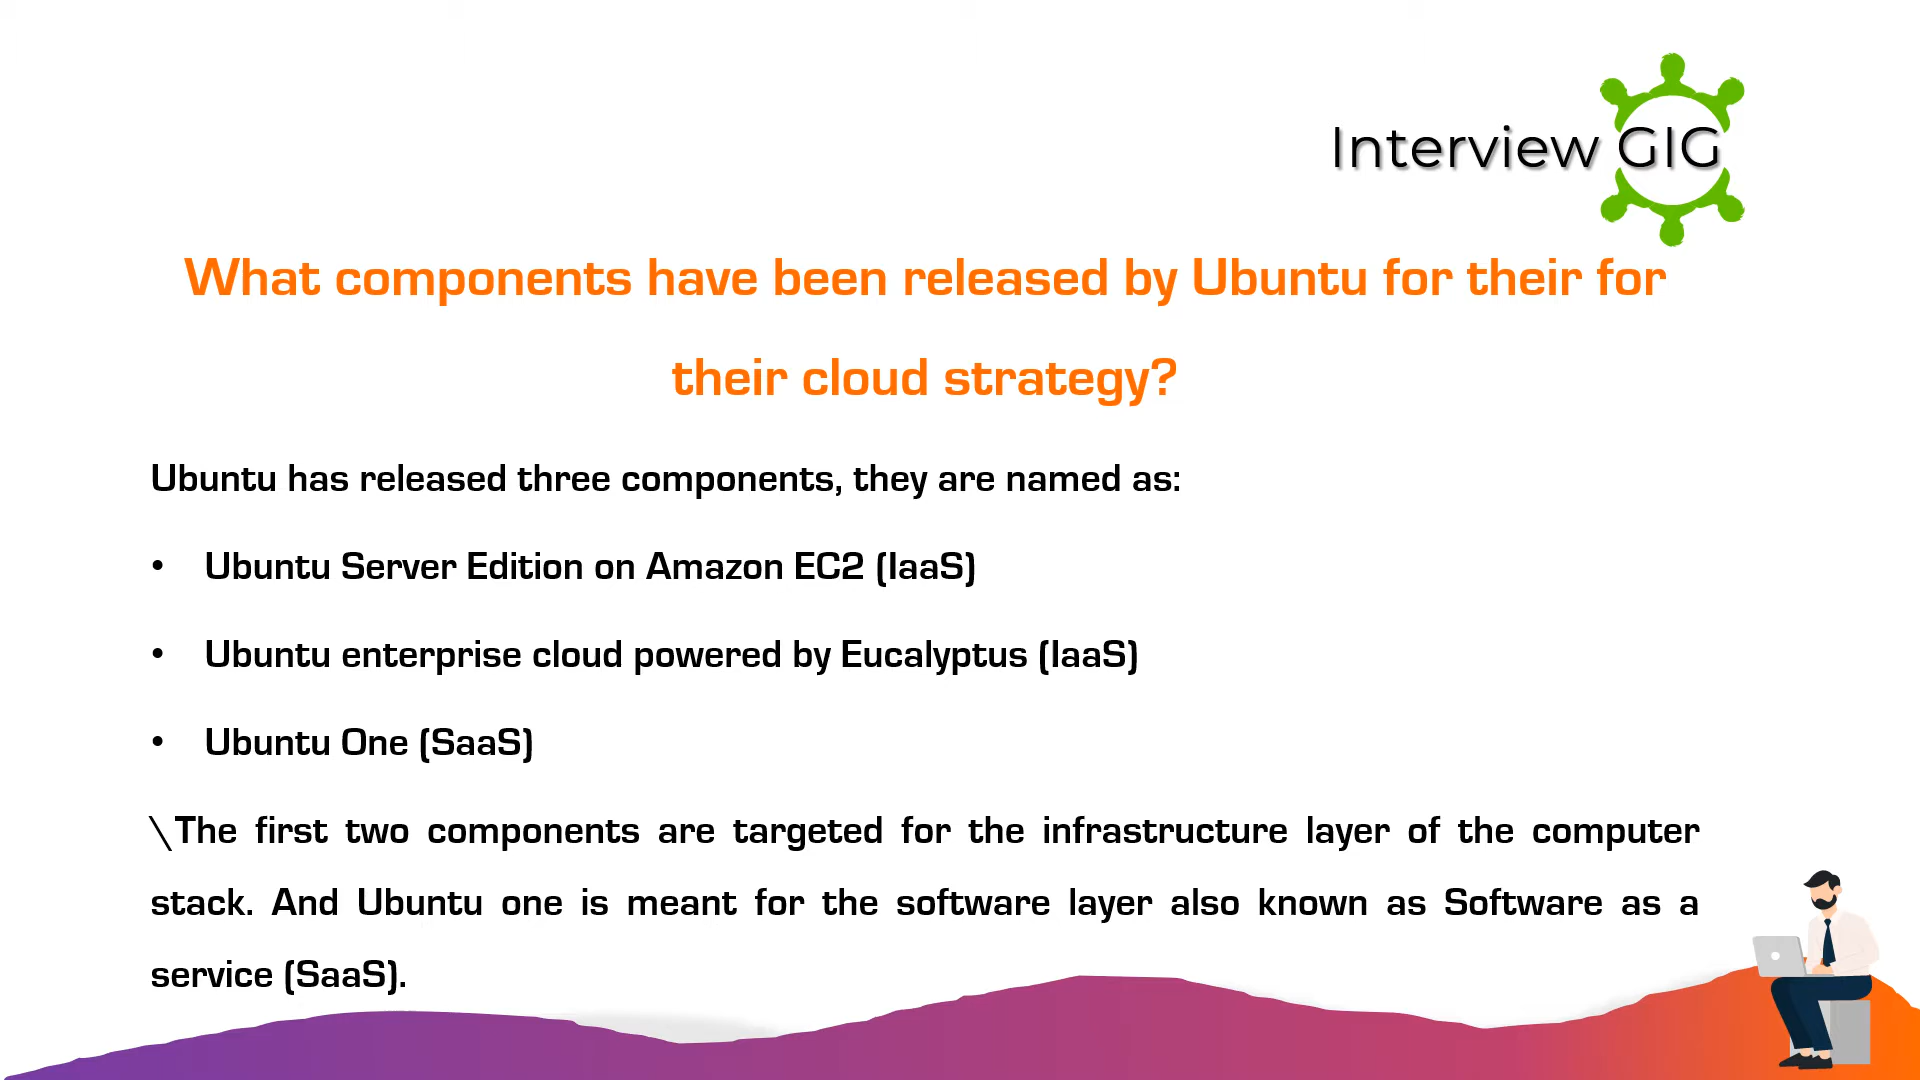 Interview GIG
What components have been released by Ubuntu for their for
their cloud strategy?
Ubuntu has released three components, they are named as:
• Ubuntu Server Edition on Amazon EC2 (IaaS)
• Ubuntu enterprise cloud powered by Eucalyptus (IaaS)
• Ubuntu One (SaaS)
\The first two components are targeted for the infrastructure layer of the computer
stack. And Ubuntu one is meant for the software layer also known as Software as a
service (SaaS).